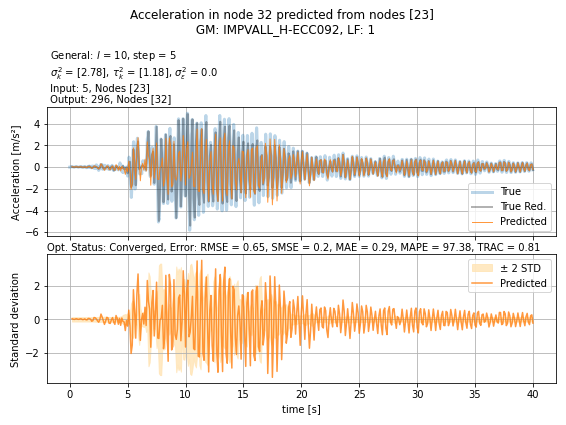 Acceleration in node 32 predicted from nodes [23]
GM: IMPVALL_H-ECC092, LF: 1
General: l = 10, step = 5
σ²ₖ = [2.78], τ²ₖ = [1.18], σ²ε = 0.0
Input: 5, Nodes [23]
Output: 296, Nodes [32]
Acceleration [m/s²]
4
2
0
−2
−4
−6
True
True Red.
Predicted
Opt. Status: Converged, Error: RMSE = 0.65, SMSE = 0.2, MAE = 0.29, MAPE = 97.38, TRAC = 0.81
Standard deviation
2
0
−2
± 2 STD
Predicted
0 5 10 15 20 25 30 35 40
time [s]